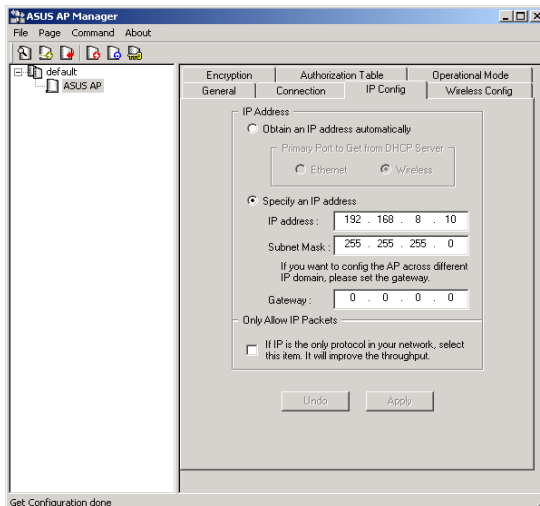 ASUS AP Manager
File Page Command About
default
ASUS AP
Encryption Authorization Table Operational Mode
General Connection IP Config Wireless Config
IP Address
Obtain an IP address automatically
Primary Port to Get from DHCP Server
Ethernet Wireless
Specify an IP address
IP address : 192 . 168 . 8 . 10
Subnet Mask : 255 . 255 . 255 . 0
If you want to config the AP across different
IP domain, please set the gateway.
Gateway : 0 . 0 . 0 . 0
Only Allow IP Packets
If IP is the only protocol in your network, select
this item. It will improve the throughput.
Undo Apply
Get Configuration done